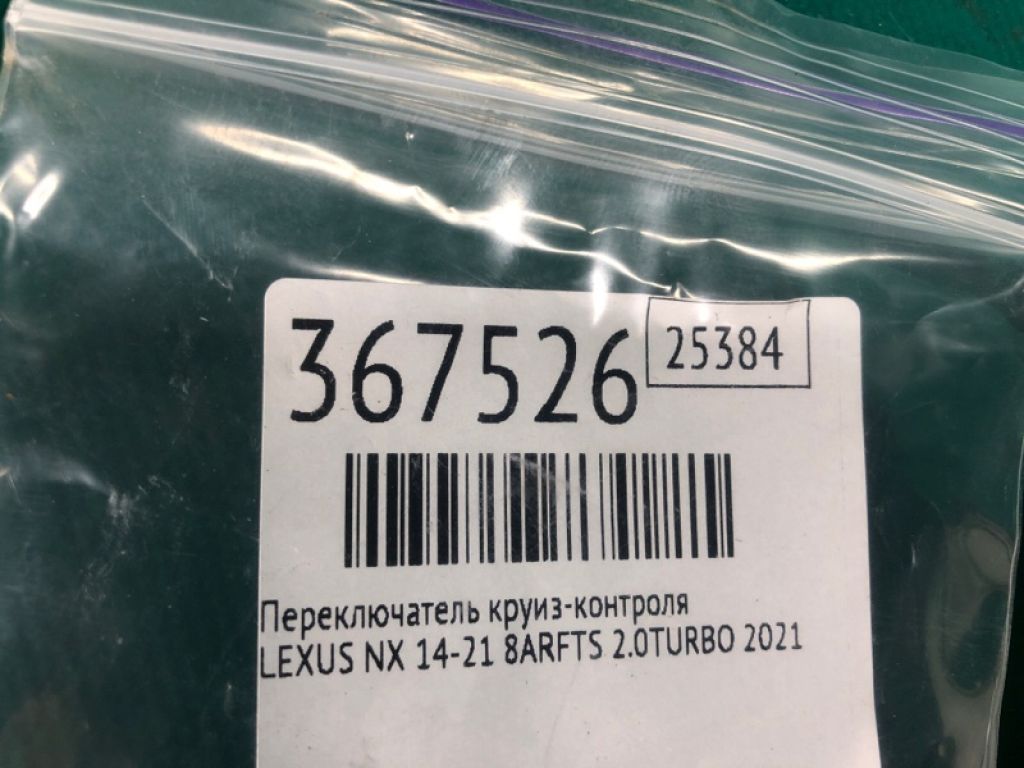 367526
25384
Переключатель круиз-контроля
LEXUS NX 14-21 8ARFTS 2.0TURBO 2021